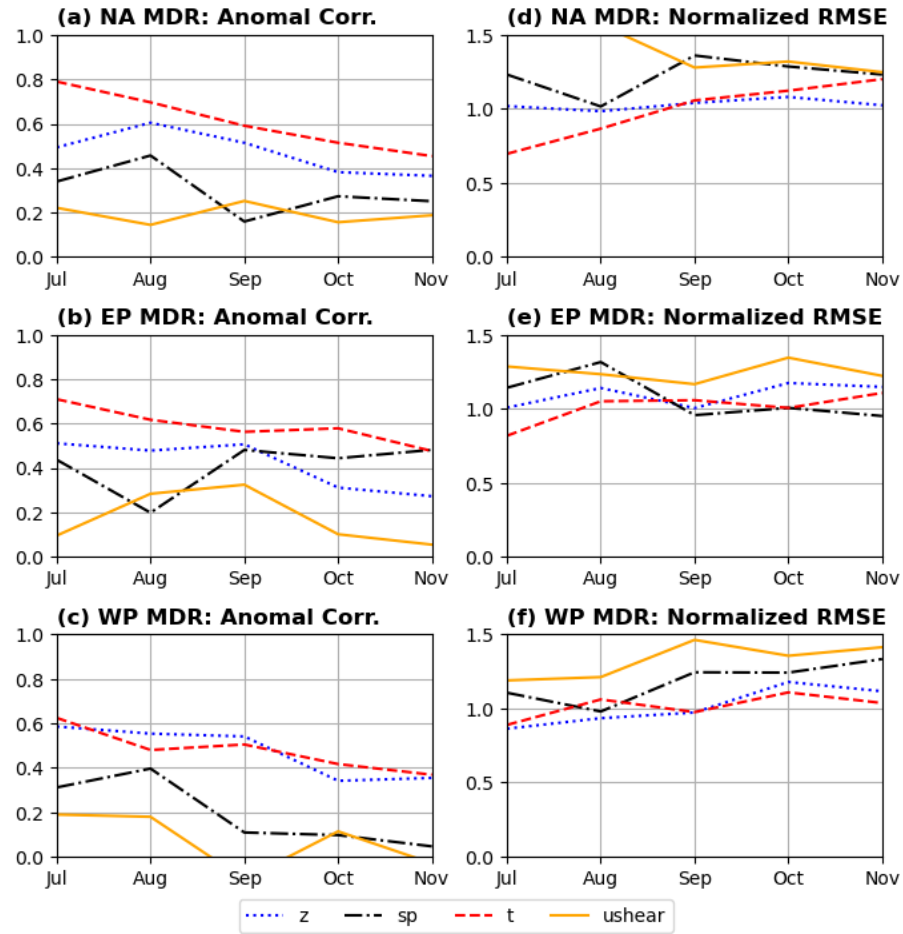 (a) NA MDR: Anomal Corr.
1.0
0.8
0.6
0.4
0.2
0.0
Jul Aug Sep Oct Nov
(d) NA MDR: Normalized RMSE
1.5
1.0
0.5
0.0
Jul Aug Sep Oct Nov
(b) EP MDR: Anomal Corr.
1.0
0.8
0.6
0.4
0.2
0.0
Jul Aug Sep Oct Nov
(e) EP MDR: Normalized RMSE
1.5
1.0
0.5
0.0
Jul Aug Sep Oct Nov
(c) WP MDR: Anomal Corr.
1.0
0.8
0.6
0.4
0.2
0.0
Jul Aug Sep Oct Nov
(f) WP MDR: Normalized RMSE
1.5
1.0
0.5
0.0
Jul Aug Sep Oct Nov
z sp t ushear